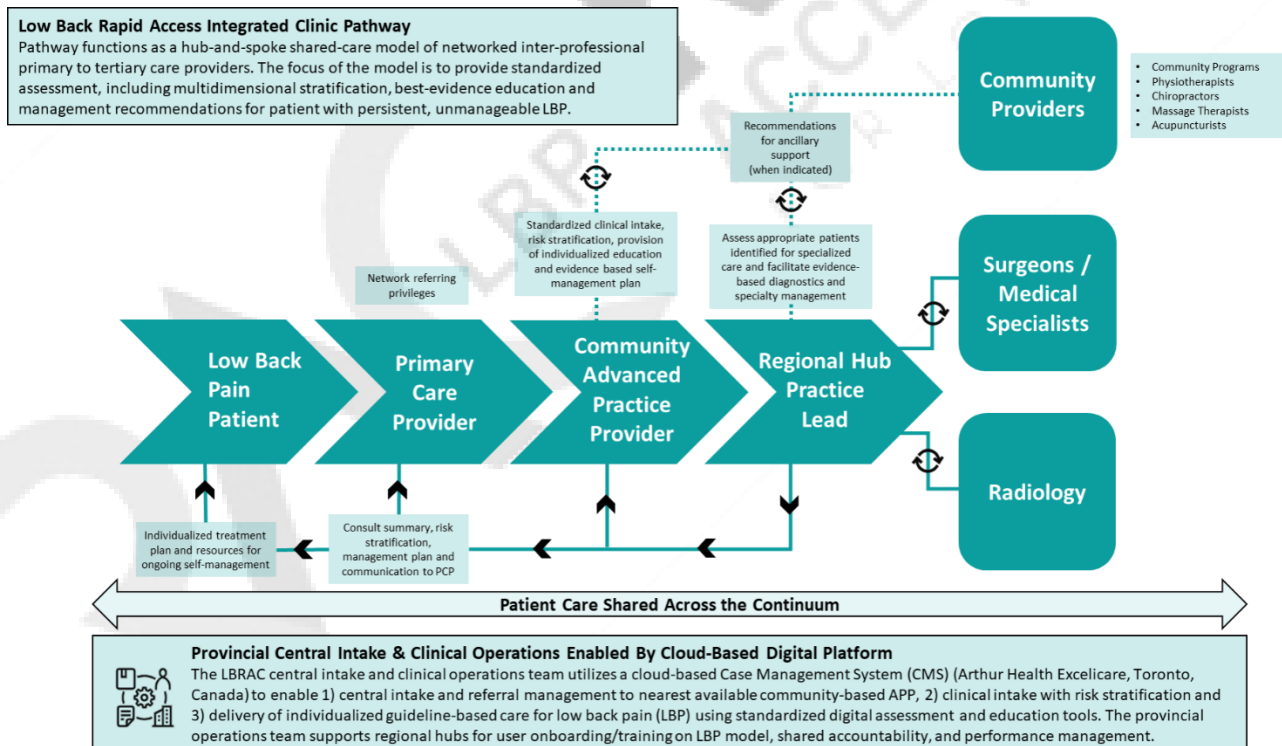 Low Back Rapid Access Integrated Clinic Pathway
Pathway functions as a hub-and-spoke shared-care model of networked inter-professional
primary to tertiary care providers. The focus of the model is to provide standardized
assessment, including multidimensional stratification, best-evidence education and
management recommendations for patient with persistent, unmanageable LBP.
Community
Providers
• Community Programs
• Physiotherapists
• Chiropractors
• Massage Therapists
• Acupuncturists
Recommendations
for ancillary
support
(when indicated)
Network referring
privileges
Standardized clinical intake,
risk stratification, provision
of individualized education
and evidence based self-
management plan
Assess appropriate patients
identified for specialized
care and facilitate evidence-
based diagnostics and
specialty management
Surgeons /
Medical
Specialists
Low Back
Pain
Patient
Primary
Care
Provider
Community
Advanced
Practice
Provider
Regional Hub
Practice
Lead
Radiology
Individualized treatment
plan and resources for
ongoing self-management
Consult summary, risk
stratification,
management plan and
communication to PCP
Patient Care Shared Across the Continuum
Provincial Central Intake & Clinical Operations Enabled By Cloud-Based Digital Platform
The LBRAC central intake and clinical operations team utilizes a cloud-based Case Management System (CMS) (Arthur Health Excelicare, Toronto,
Canada) to enable 1) central intake and referral management to nearest available community-based APP, 2) clinical intake with risk stratification and
3) delivery of individualized guideline-based care for low back pain (LBP) using standardized digital assessment and education tools. The provincial
operations team supports regional hubs for user onboarding/training on LBP model, shared accountability, and performance management.